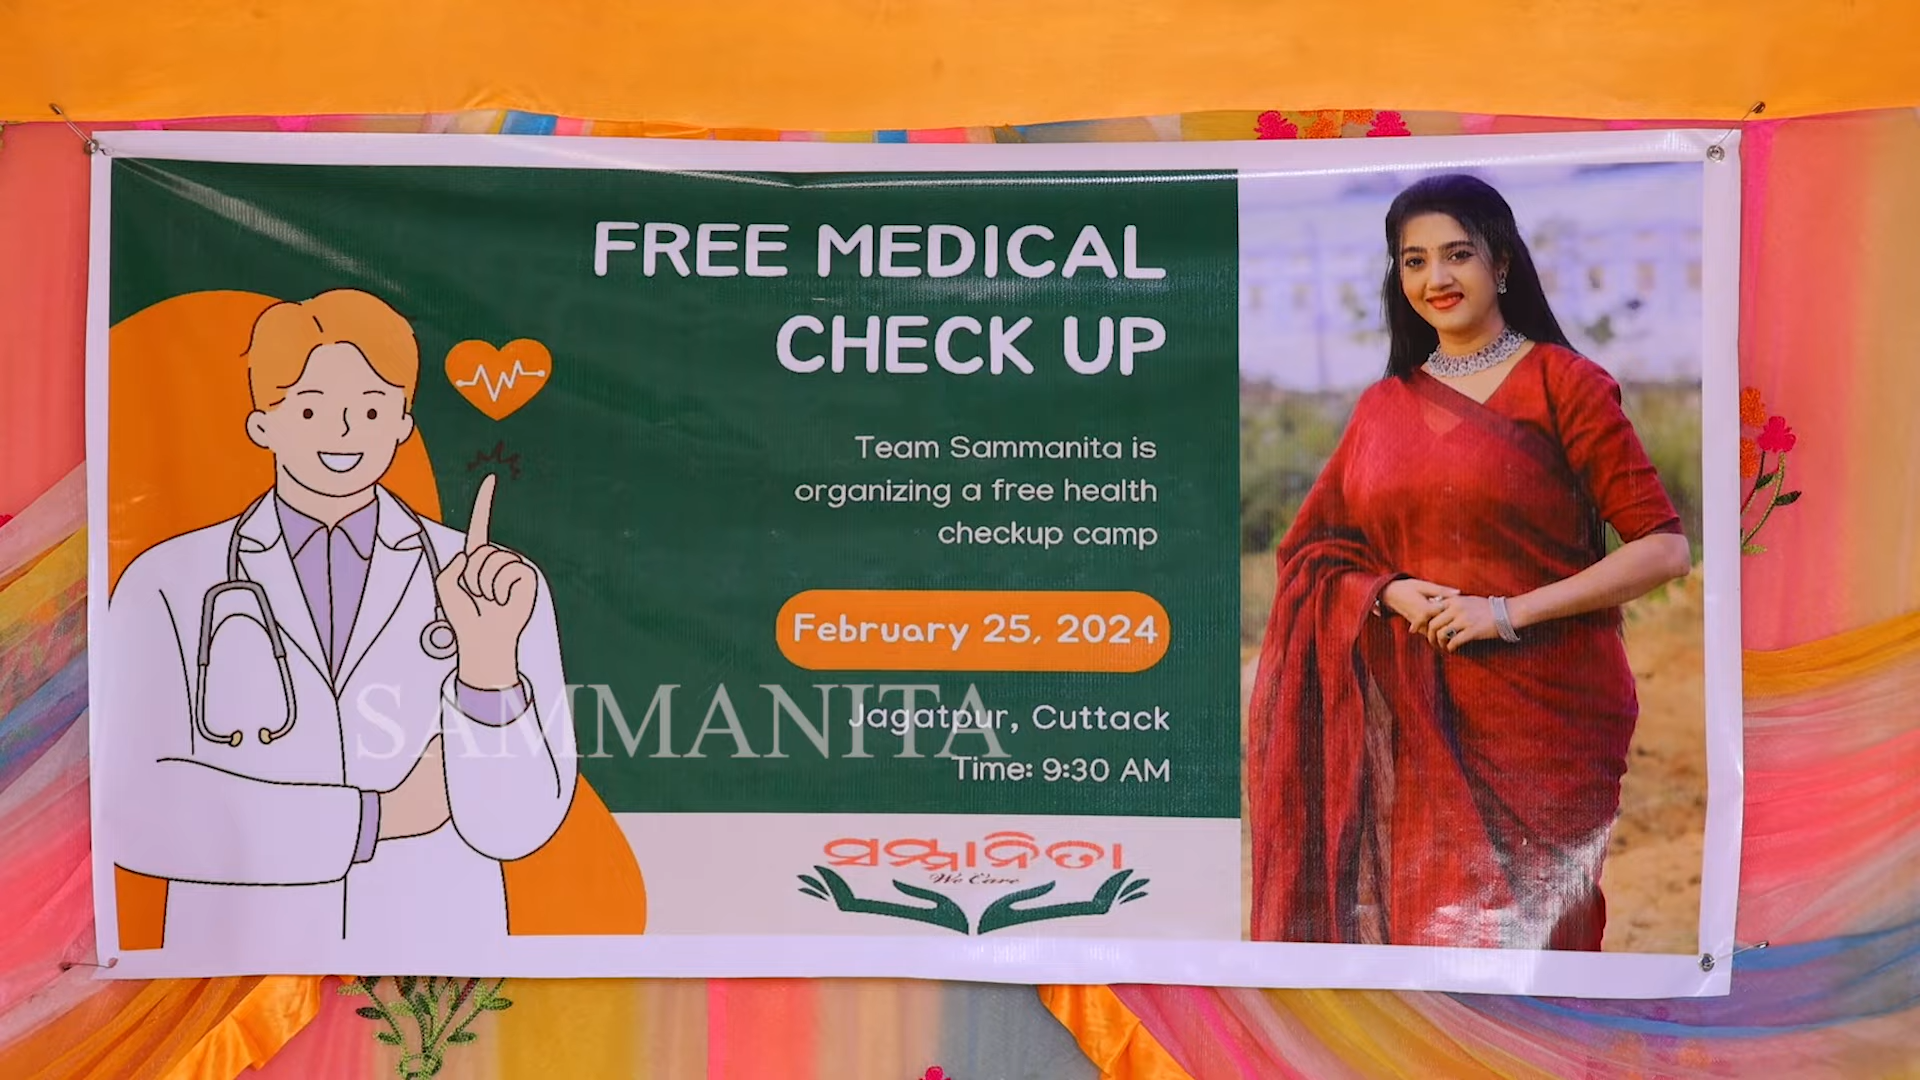 FREE MEDICAL
CHECK UP
Team Sammanita is
organizing a free health
checkup camp
February 25, 2024
Jagatpur, Cuttack
Time: 9:30 AM
SAMMANITA
ସମ୍ମାନିତା
We Care